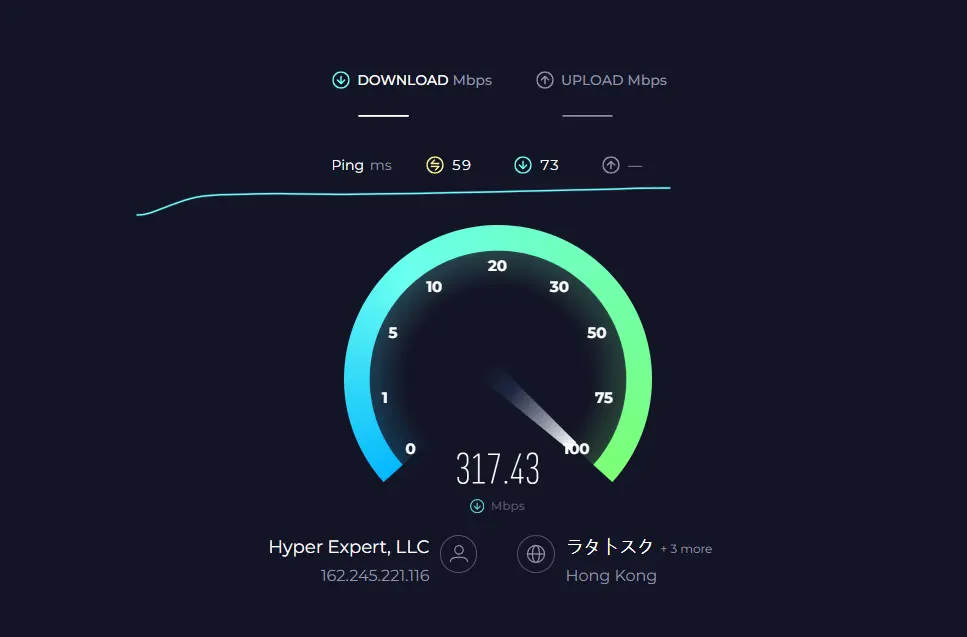 DOWNLOAD Mbps
UPLOAD Mbps
Ping ms 59 73 —
0
1
5
10
20
30
50
75
100
317.43
Mbps
Hyper Expert, LLC
162.245.221.116
ラタトスク + 3 more
Hong Kong